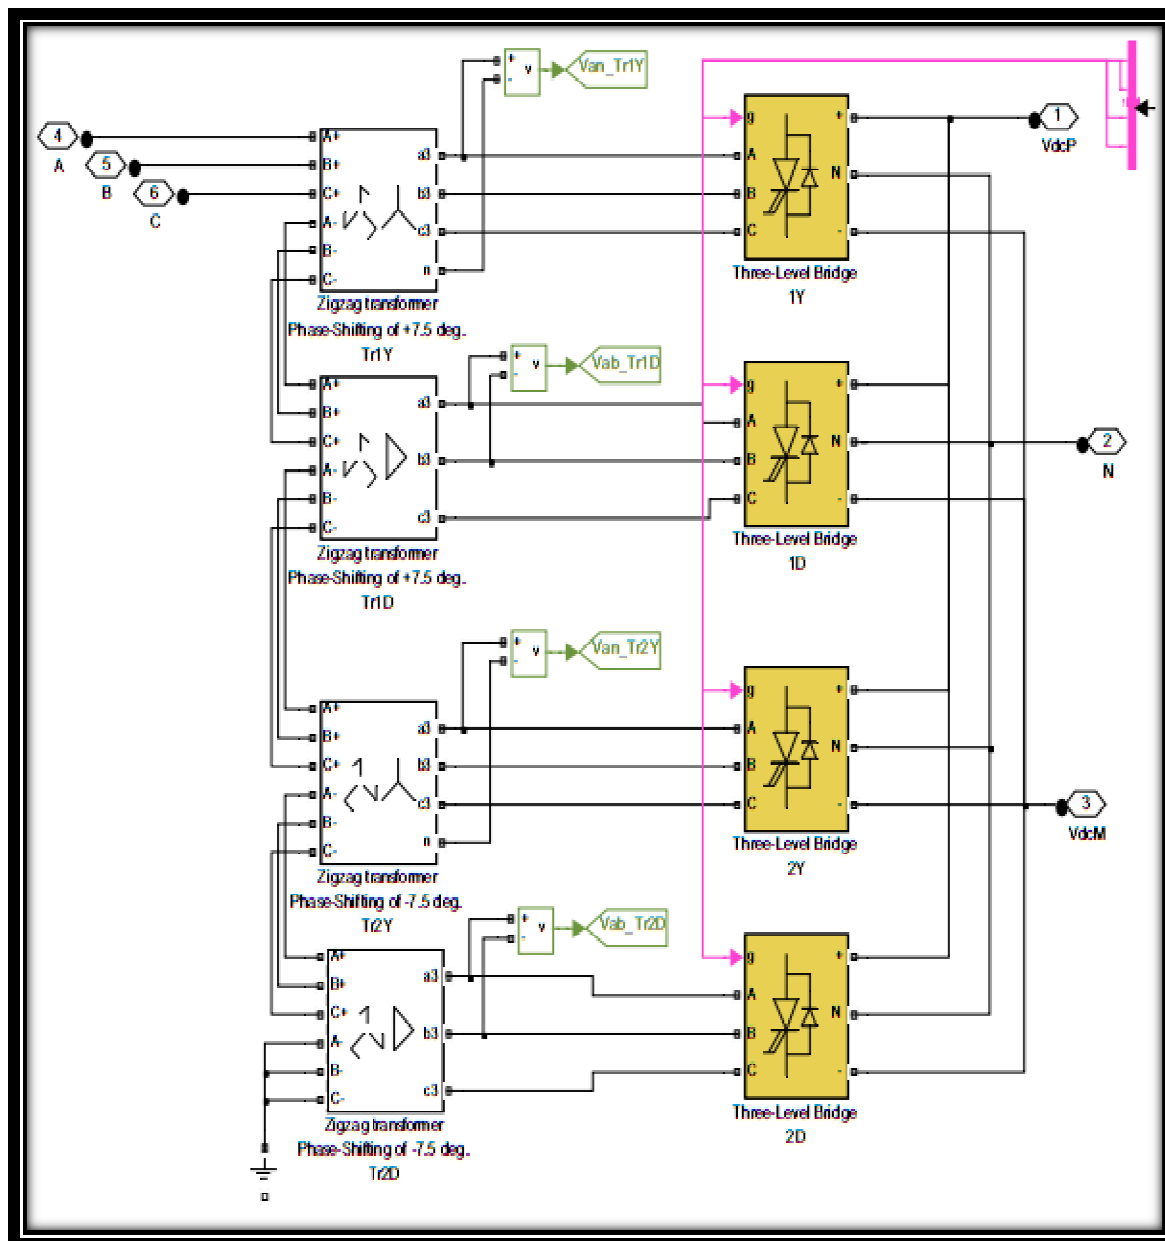 Van_Tr1Y
+
v
-
4
A
5
B
6
C
A+
B+
C+
A-
B-
C-
a3
b3
c3
n
Zigzag transformer
Phase-Shifting of +7.5 deg.
Tr1Y
g
A
B
C
+
N
-
Three-Level Bridge
1Y
1
VdcP
Vab_Tr1D
+
v
-
A+
B+
C+
A-
B-
C-
a3
b3
c3
Zigzag transformer
Phase-Shifting of +7.5 deg.
Tr1D
g
A
B
C
+
N
-
Three-Level Bridge
1D
2
N
Van_Tr2Y
+
v
-
A+
B+
C+
A-
B-
C-
a3
b3
c3
n
Zigzag transformer
Phase-Shifting of -7.5 deg.
Tr2Y
g
A
B
C
+
N
-
Three-Level Bridge
2Y
3
VdcM
Vab_Tr2D
+
v
-
A+
B+
C+
A-
B-
C-
a3
b3
c3
Zigzag transformer
Phase-Shifting of -7.5 deg.
Tr2D
g
A
B
C
+
N
-
Three-Level Bridge
2D